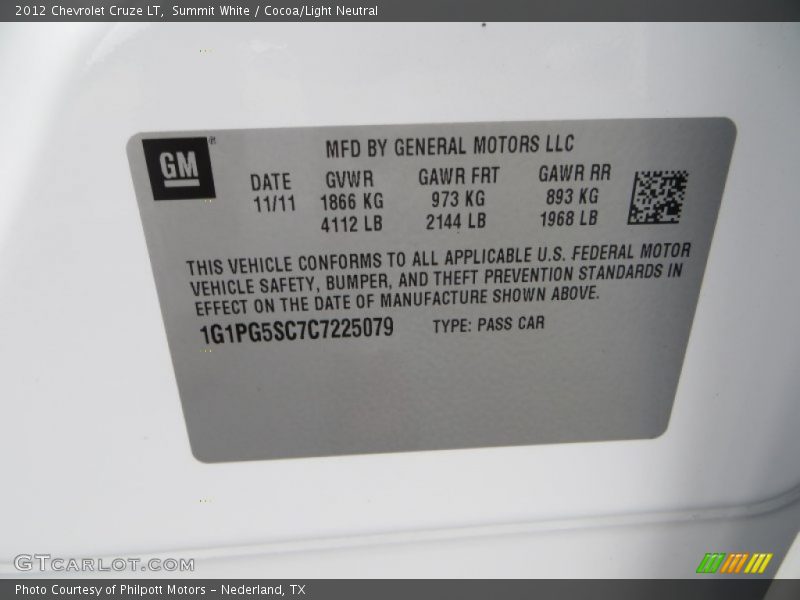 2012 Chevrolet Cruze LT, Summit White / Cocoa/Light Neutral
GM®
MFD BY GENERAL MOTORS LLC
DATE GVWR GAWR FRT GAWR RR
11/11 1866 KG 973 KG 893 KG
4112 LB 2144 LB 1968 LB
THIS VEHICLE CONFORMS TO ALL APPLICABLE U.S. FEDERAL MOTOR
VEHICLE SAFETY, BUMPER, AND THEFT PREVENTION STANDARDS IN
EFFECT ON THE DATE OF MANUFACTURE SHOWN ABOVE.
1G1PG5SC7C7225079 TYPE: PASS CAR
GTCARLOT.COM
Photo Courtesy of Philpott Motors - Nederland, TX